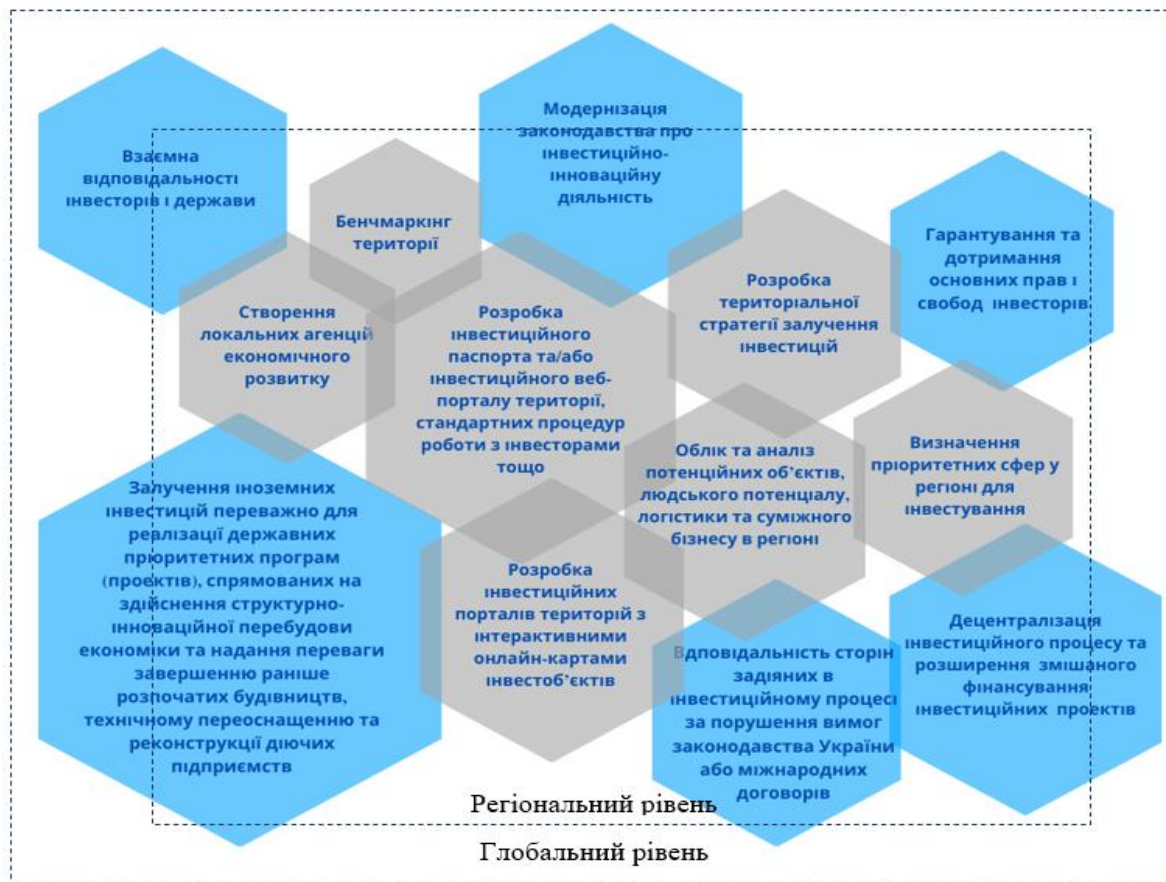 Взаємна
відповідальності
інвесторів і держави
Модернізація
законодавства про
інвестиційно-
інноваційну
діяльність
Бенчмаркінг
території
Гарантування та
дотримання
основних прав і
свобод інвесторів
Створення
локальних агенцій
економічного
розвитку
Розробка
інвестиційного
паспорта та/або
інвестиційного веб-
порталу території,
стандартних процедур
роботи з інвесторами
тощо
Розробка
територіальної
стратегії залучення
інвестицій
Облік та аналіз
потенційних об’єктів,
людського потенціалу,
логістики та суміжного
бізнесу в регіоні
Визначення
пріоритетних сфер у
регіоні для
інвестування
Залучення іноземних
інвестицій переважно для
реалізації державних
пріоритетних програм
(проектів), спрямованих на
здійснення структурно-
інноваційної перебудови
економіки та надання переваги
завершенню раніше
розпочатих будівництв,
технічному переоснащенню та
реконструкції діючих
підприємств
Розробка
інвестиційних
порталів територій з
інтерактивними
онлайн-картами
інвестоб’єктів
Відповідальність сторін
задіяних в
інвестиційному процесі
за порушення вимог
законодавства України
або міжнародних
договорів
Децентралізація
інвестиційного процесу та
розширення змішаного
фінансування
інвестиційних проектів
Регіональний рівень
Глобальний рівень